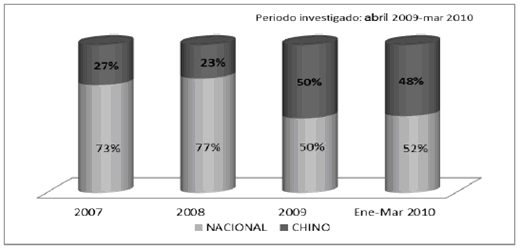 Periodo investigado: abril 2009-mar 2010
27% 23% 50% 48%
73% 77% 50% 52%
2007 2008 2009 Ene-Mar 2010
NACIONAL CHINO